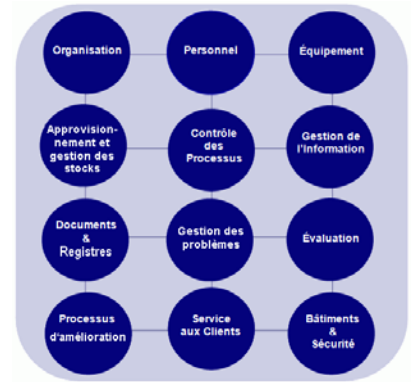 Organisation
Personnel
Équipement
Approvision-
nement et
gestion des
stocks
Contrôle
des
Processus
Gestion de
l'Information
Documents
&
Registres
Gestion des
problèmes
Évaluation
Processus
d'amélioration
Service
aux Clients
Bâtiments
&
Sécurité